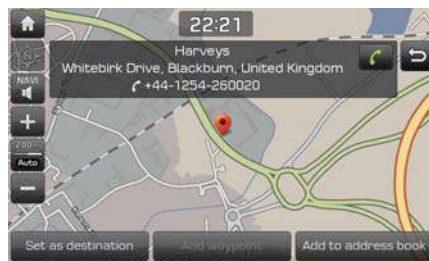 22:21
Harveys
Whitebirk Drive, Blackburn, United Kingdom
+44-1254-260020
NAVI
Auto
Set as destination
Add waypoint
Add to address book